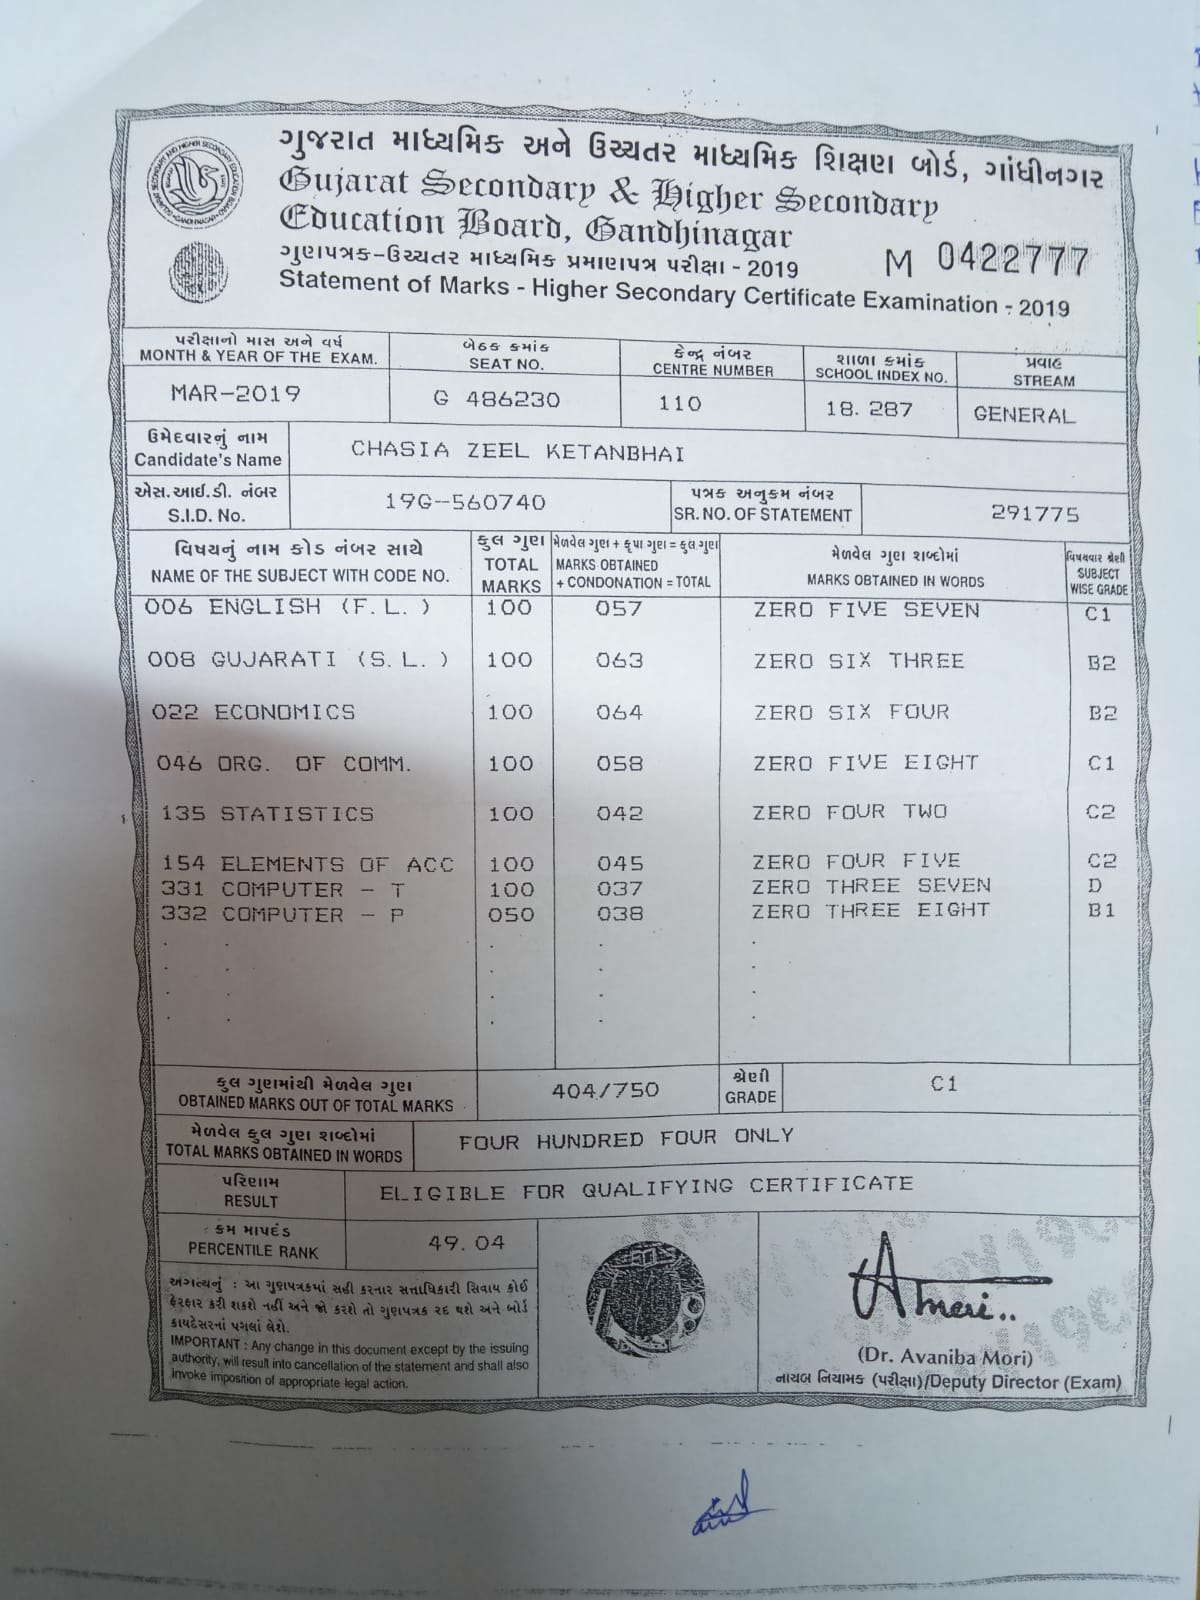 ગુજરાત માધ્યમિક અને ઉચ્ચતર માધ્યમિક શિક્ષણ બોર્ડ, ગાંધીનગર
Gujarat Secondary & Higher Secondary
Education Board, Gandhinagar
ગુણપત્રક-ઉચ્ચતર માધ્યમિક પ્રમાણપત્ર પરીક્ષા - 2019
M 0422777
Statement of Marks - Higher Secondary Certificate Examination - 2019
પરીક્ષાનો માસ અને વર્ષ બેઠક ક્રમાંક કેન્દ્ર નંબર શાળા ક્રમાંક પ્રવાહ
MONTH & YEAR OF THE EXAM. SEAT NO. CENTRE NUMBER SCHOOL INDEX NO. STREAM
MAR-2019 G 486230 110 18. 287 GENERAL
ઉમેદવારનું નામ
Candidate's Name CHASIA ZEEL KETANBHAI
એસ.આઈ.ડી. નંબર પત્રક અનુક્રમ નંબર
S.I.D. No. 19G-560740 SR. NO. OF STATEMENT 291775
વિષયનું નામ કોડ નંબર સાથે કુલ ગુણ મેળવેલ ગુણ + કૃપા ગુણ = કુલ ગુણ મેળવેલ ગુણ શબ્દોમાં વિષયવાર શ્રેણી
NAME OF THE SUBJECT WITH CODE NO. TOTAL MARKS MARKS OBTAINED + CONDONATION = TOTAL MARKS OBTAINED IN WORDS SUBJECT WISE GRADE
006 ENGLISH (F.L.) 100 057 ZERO FIVE SEVEN C1
008 GUJARATI (S.L.) 100 063 ZERO SIX THREE B2
022 ECONOMICS 100 064 ZERO SIX FOUR B2
046 ORG. OF COMM. 100 058 ZERO FIVE EIGHT C1
135 STATISTICS 100 042 ZERO FOUR TWO C2
154 ELEMENTS OF ACC 100 045 ZERO FOUR FIVE C2
331 COMPUTER - T 100 037 ZERO THREE SEVEN D
332 COMPUTER - P 050 038 ZERO THREE EIGHT B1
કુલ ગુણમાંથી મેળવેલ ગુણ શ્રેણી
OBTAINED MARKS OUT OF TOTAL MARKS 404/750 GRADE C1
મેળવેલ કુલ ગુણ શબ્દોમાં
TOTAL MARKS OBTAINED IN WORDS FOUR HUNDRED FOUR ONLY
પરિણામ
RESULT ELIGIBLE FOR QUALIFYING CERTIFICATE
ક્રમ માપદંડ
PERCENTILE RANK 49.04
અગત્યનું : આ ગુણપત્રકમાં સહી કરનાર સત્તાધિકારી સિવાય કોઈ
ફેરફાર કરી શકશે નહીં અને જો કરશે તો ગુણપત્રક રદ થશે અને બોર્ડ
કાયદેસરનાં પગલાં લેશે.
IMPORTANT : Any change in this document except by the issuing
authority, will result into cancellation of the statement and shall also
invoke imposition of appropriate legal action.
(Dr. Avaniba Mori)
નાયબ નિયામક (પરીક્ષા)/Deputy Director (Exam)